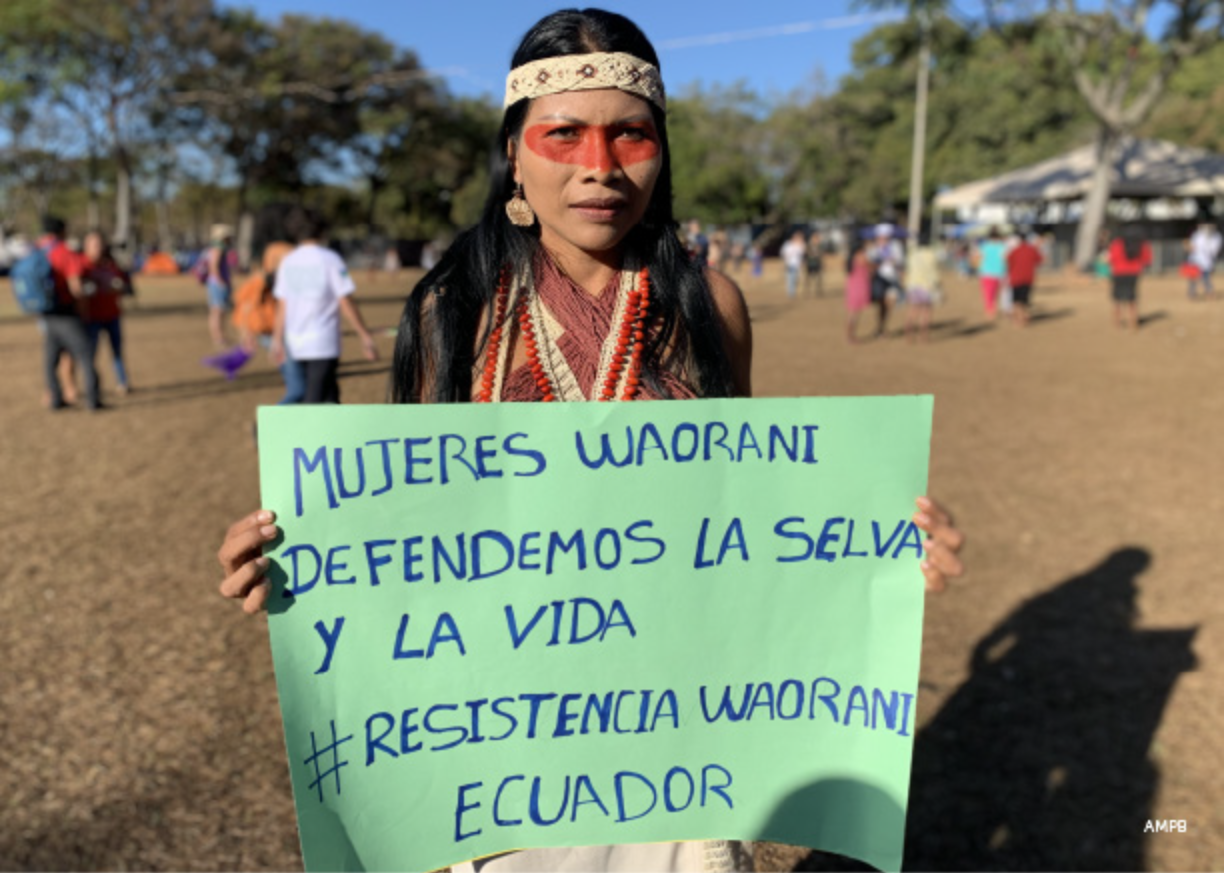 MUJERES WAORANI
DEFENDEMOS LA SELVA
Y LA VIDA
#RESISTENCIA WAORANI
ECUADOR
AMPB